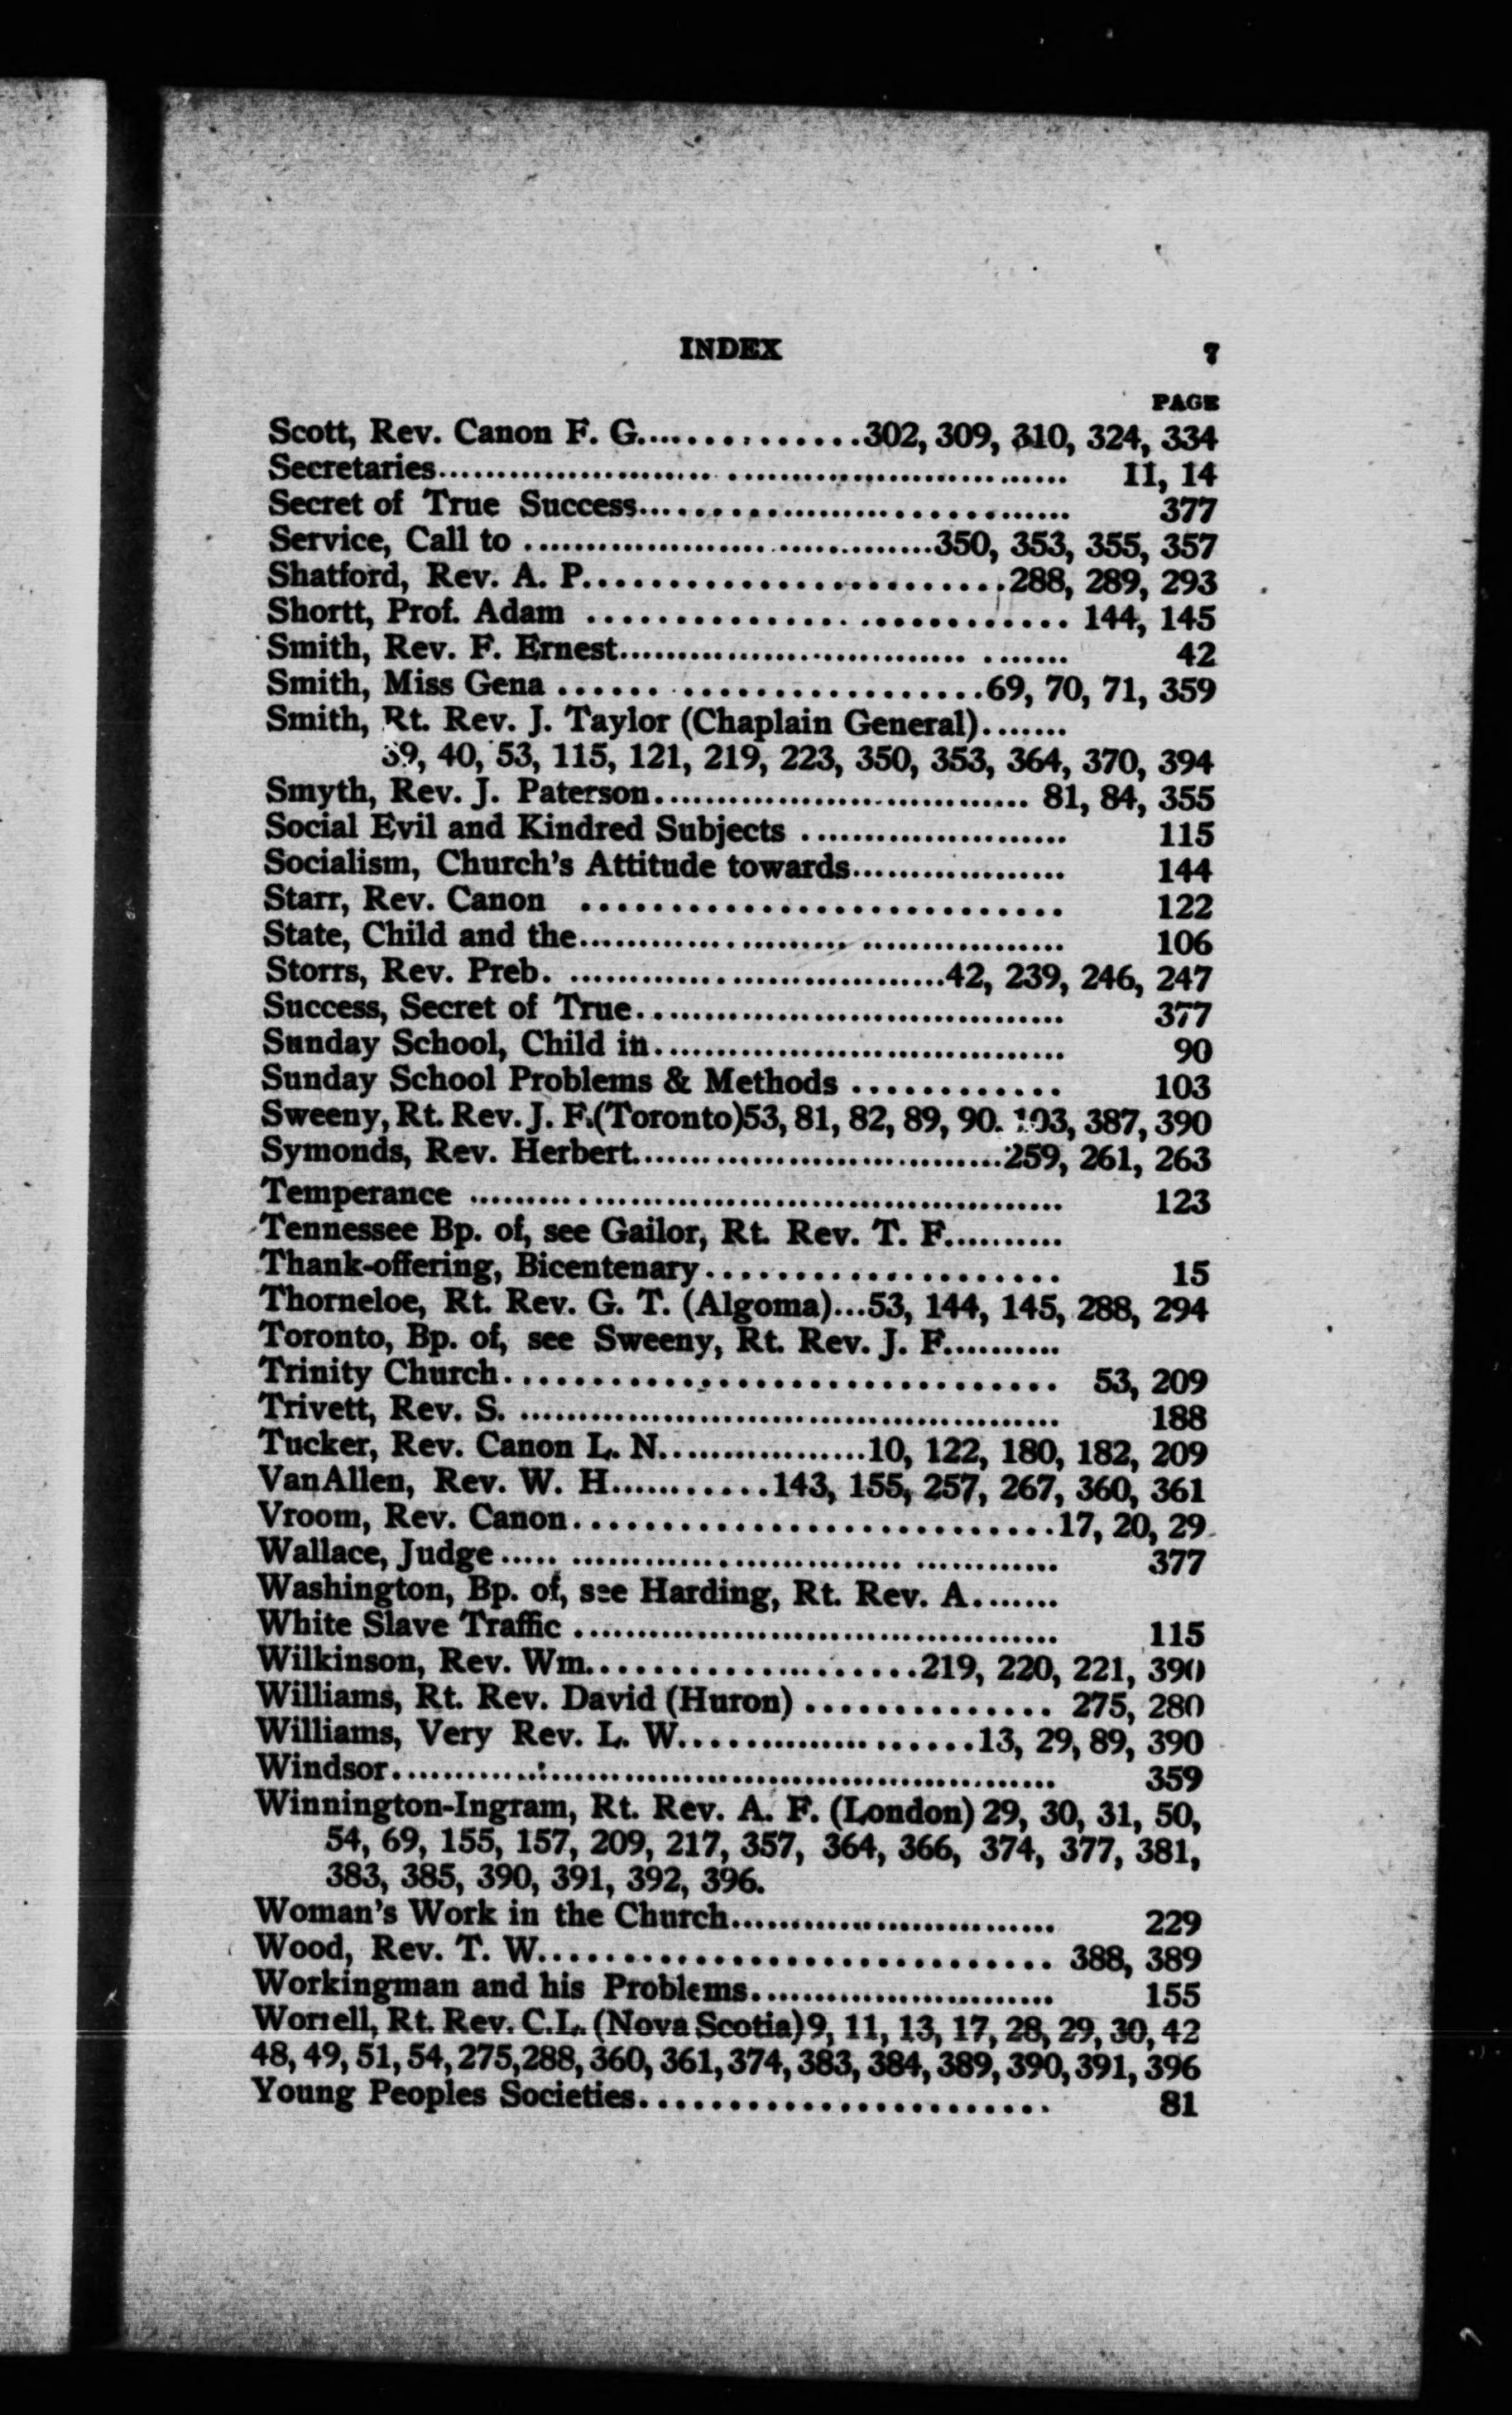 INDEX 7
PAGE
Scott, Rev. Canon F. G..............302, 309, 310, 324, 334
Secretaries.................................................. 11, 14
Secret of True Success.................................. 377
Service, Call to ..................................350, 353, 355, 357
Shatford, Rev. A. P.........................288, 289, 293
Shortt, Prof. Adam ............................ 144, 145
Smith, Rev. F. Ernest..................................... 42
Smith, Miss Gena .......................69, 70, 71, 359
Smith, Rt. Rev. J. Taylor (Chaplain General).......
39, 40, 53, 115, 121, 219, 223, 350, 353, 364, 370, 394
Smyth, Rev. J. Paterson............................... 81, 84, 355
Social Evil and Kindred Subjects ...................... 115
Socialism, Church's Attitude towards.................. 144
Starr, Rev. Canon ........................... 122
State, Child and the....................................... 106
Storrs, Rev. Preb. ................................42, 239, 246, 247
Success, Secret of True................................... 377
Sunday School, Child in.................................. 90
Sunday School Problems & Methods ............ 103
Sweeny, Rt. Rev. J. F.(Toronto)53, 81, 82, 89, 90. 103, 387, 390
Symonds, Rev. Herbert...............................259, 261, 263
Temperance .................................................. 123
Tennessee Bp. of, see Gailor, Rt. Rev. T. F..........
Thank-offering, Bicentenary.................... 15
Thorneloe, Rt. Rev. G. T. (Algoma)...53, 144, 145, 288, 294
Toronto, Bp. of, see Sweeny, Rt. Rev. J. F..........
Trinity Church............................... 53, 209
Trivett, Rev. S. ............................................. 188
Tucker, Rev. Canon L. N.................10, 122, 180, 182, 209
VanAllen, Rev. W. H...........143, 155, 257, 267, 360, 361
Vroom, Rev. Canon...........................17, 20, 29
Wallace, Judge............................................. 377
Washington, Bp. of, see Harding, Rt. Rev. A.......
White Slave Traffic ........................................ 115
Wilkinson, Rev. Wm.....................219, 220, 221, 390
Williams, Rt. Rev. David (Huron) .............. 275, 280
Williams, Very Rev. L. W....................13, 29, 89, 390
Windsor....................................................... 359
Winnington-Ingram, Rt. Rev. A. F. (London) 29, 30, 31, 50,
54, 69, 155, 157, 209, 217, 357, 364, 366, 374, 377, 381,
383, 385, 390, 391, 392, 396.
Woman's Work in the Church........................... 229
Wood, Rev. T. W............................. 388, 389
Workingman and his Problems......................... 155
Worrell, Rt. Rev. C.L. (Nova Scotia)9, 11, 13, 17, 28, 29, 30, 42
48, 49, 51, 54, 275,288, 360, 361, 374, 383, 384, 389, 390, 391, 396
Young Peoples Societies....................... 81